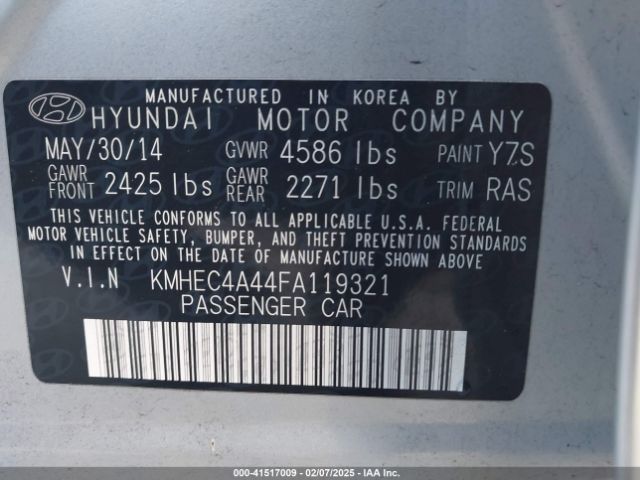 MANUFACTURED IN KOREA BY
HYUNDAI MOTOR COMPANY
MAY/30/14 GVWR 4586 lbs PAINT Y7S
GAWR FRONT 2425 lbs GAWR REAR 2271 lbs TRIM RAS
THIS VEHICLE CONFORMS TO ALL APPLICABLE U.S.A. FEDERAL
MOTOR VEHICLE SAFETY, BUMPER, AND THEFT PREVENTION STANDARDS
IN EFFECT ON THE DATE OF MANUFACTURE SHOWN ABOVE.
V.I.N KMHEC4A44FA119321
PASSENGER CAR
000-41517009 - 02/07/2025 - IAA Inc.